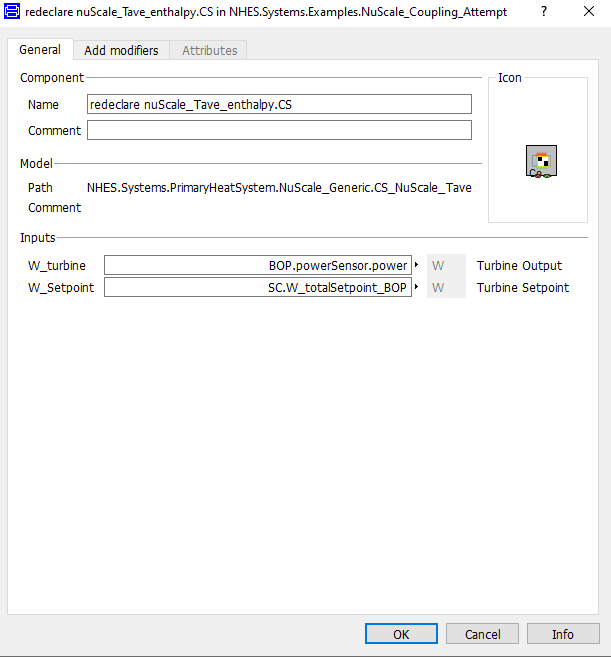 redeclare nuScale_Tave_enthalpy.CS in NHES.Systems.Examples.NuScale_Coupling_Attempt ? ×
General Add modifiers Attributes
Component Icon
Name redeclare nuScale_Tave_enthalpy.CS
Comment
Model
Path NHES.Systems.PrimaryHeatSystem.NuScale_Generic.CS_NuScale_Tave
Comment
Inputs
W_turbine BOP.powerSensor.power W Turbine Output
W_Setpoint SC.W_totalSetpoint_BOP W Turbine Setpoint
OK Cancel Info